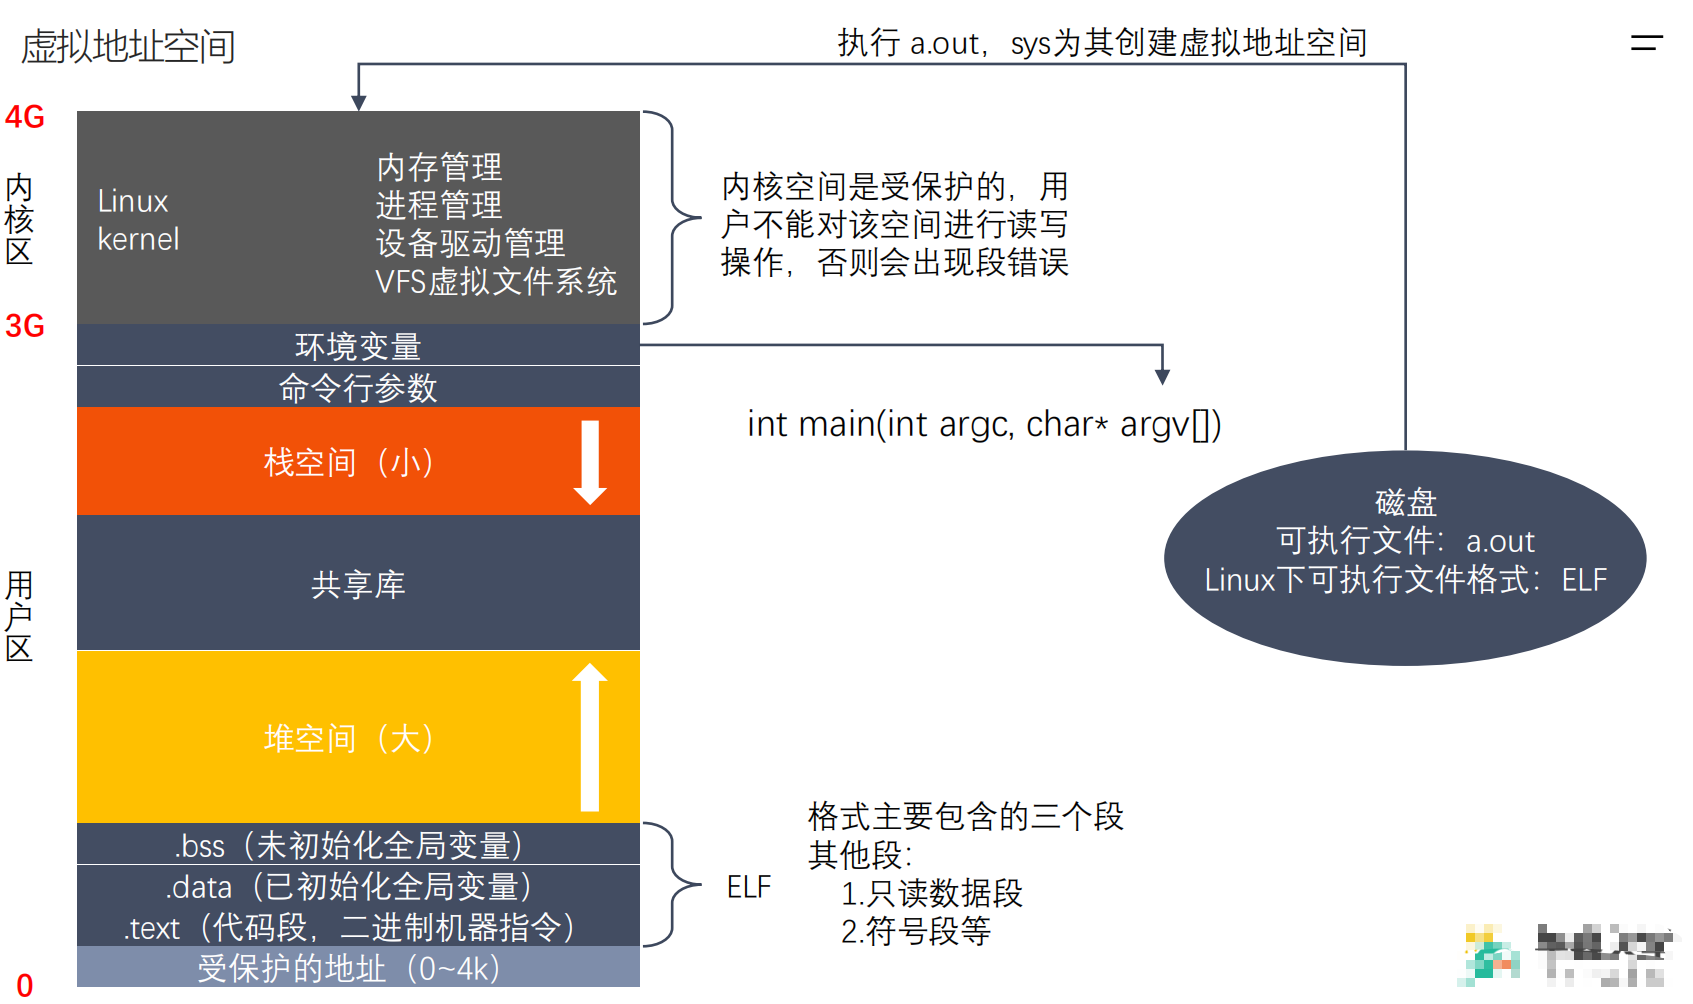 虚拟地址空间
执行 a.out，sys为其创建虚拟地址空间
4G
内核区
Linux
kernel
内存管理
进程管理
设备驱动管理
VFS虚拟文件系统
内核空间是受保护的，用
户不能对该空间进行读写
操作，否则会出现段错误
3G
环境变量
命令行参数
int main(int argc, char* argv[])
栈空间（小）
磁盘
可执行文件：a.out
Linux下可执行文件格式：ELF
共享库
用户区
堆空间（大）
.bss（未初始化全局变量）
.data（已初始化全局变量）
.text（代码段，二进制机器指令）
ELF
格式主要包含的三个段
其他段：
1.只读数据段
2.符号段等
受保护的地址（0~4k）
0